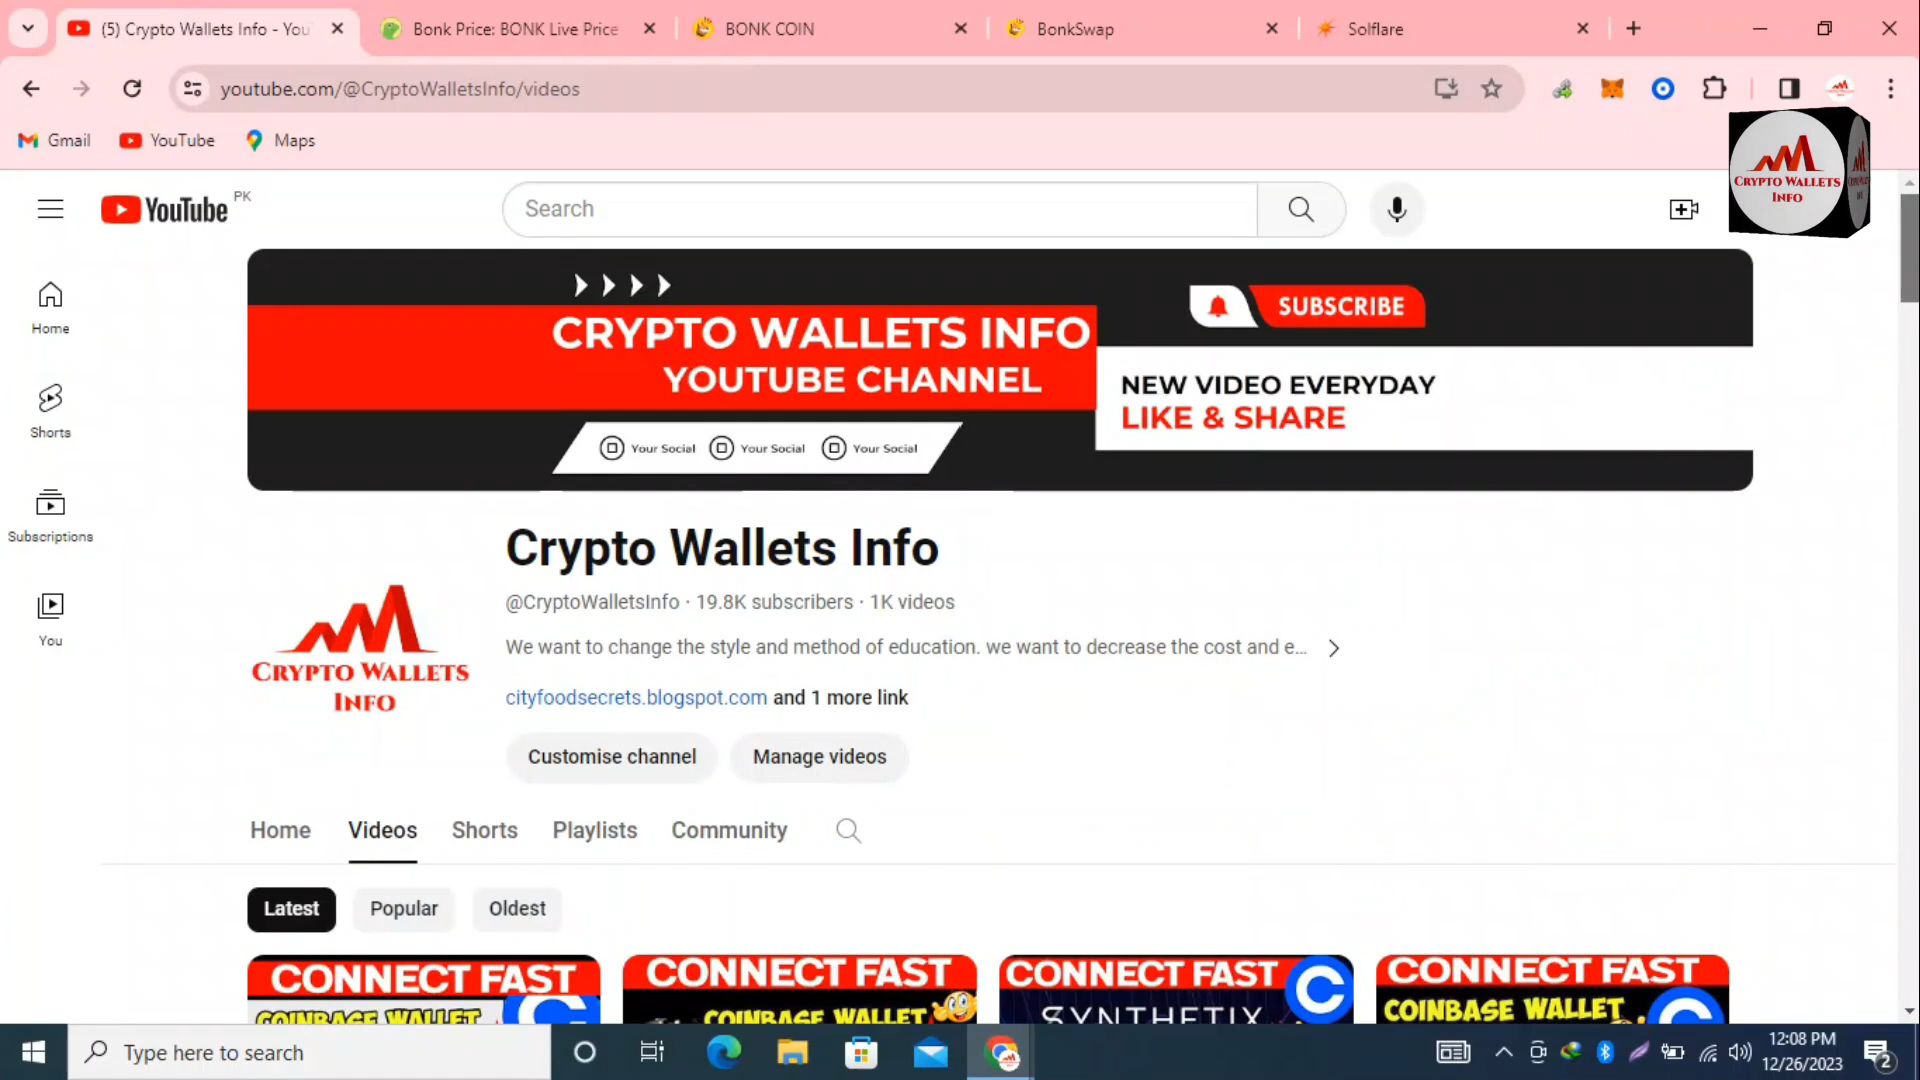 (5) Crypto Wallets Info - You
Bonk Price: BONK Live Price
BONK COIN
BonkSwap
Solflare
youtube.com/@CryptoWalletsInfo/videos
Gmail
YouTube
Maps
CRYPTO WALLETS
INFO
YouTube PK
Search
Home
Shorts
Subscriptions
You
CRYPTO WALLETS INFO
YOUTUBE CHANNEL
Your Social Your Social Your Social
SUBSCRIBE
NEW VIDEO EVERYDAY
LIKE & SHARE
CRYPTO WALLETS
INFO
Crypto Wallets Info
@CryptoWalletsInfo · 19.8K subscribers · 1K videos
We want to change the style and method of education. we want to decrease the cost and e...
cityfoodsecrets.blogspot.com and 1 more link
Customise channel
Manage videos
Home
Videos
Shorts
Playlists
Community
Latest
Popular
Oldest
CONNECT FAST
COINBASE WALLET
CONNECT FAST
COINBASE WALLET
CONNECT FAST
SYNTHETIX
CONNECT FAST
COINBASE WALLET
Type here to search
12:08 PM
12/26/2023
2